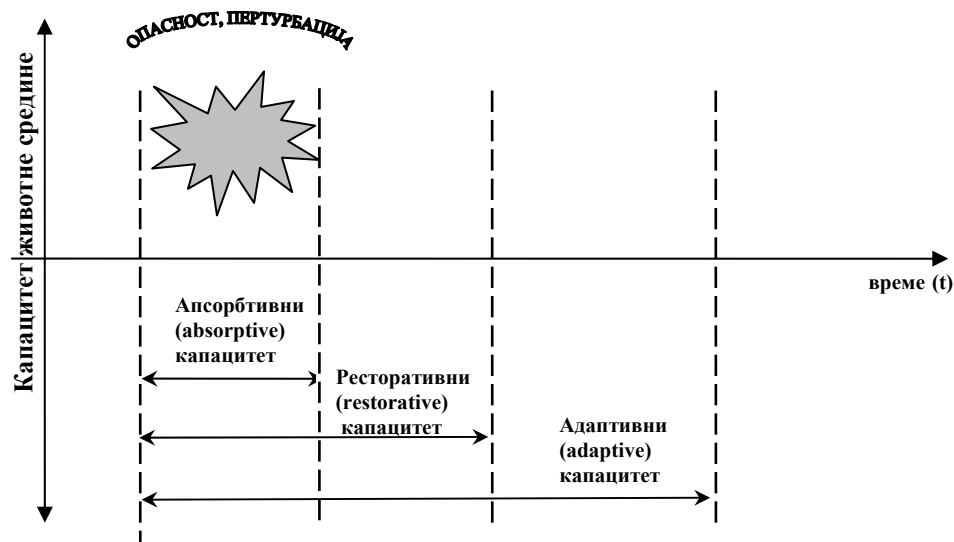 ОПАСНОСТ, ПЕРТУРБАЦИЈА
Капацитет животне средине
време (t)
Апсорбтивни
(absorptive)
капацитет
Ресторативни
(restorative)
капацитет
Адаптивни
(adaptive)
капацитет